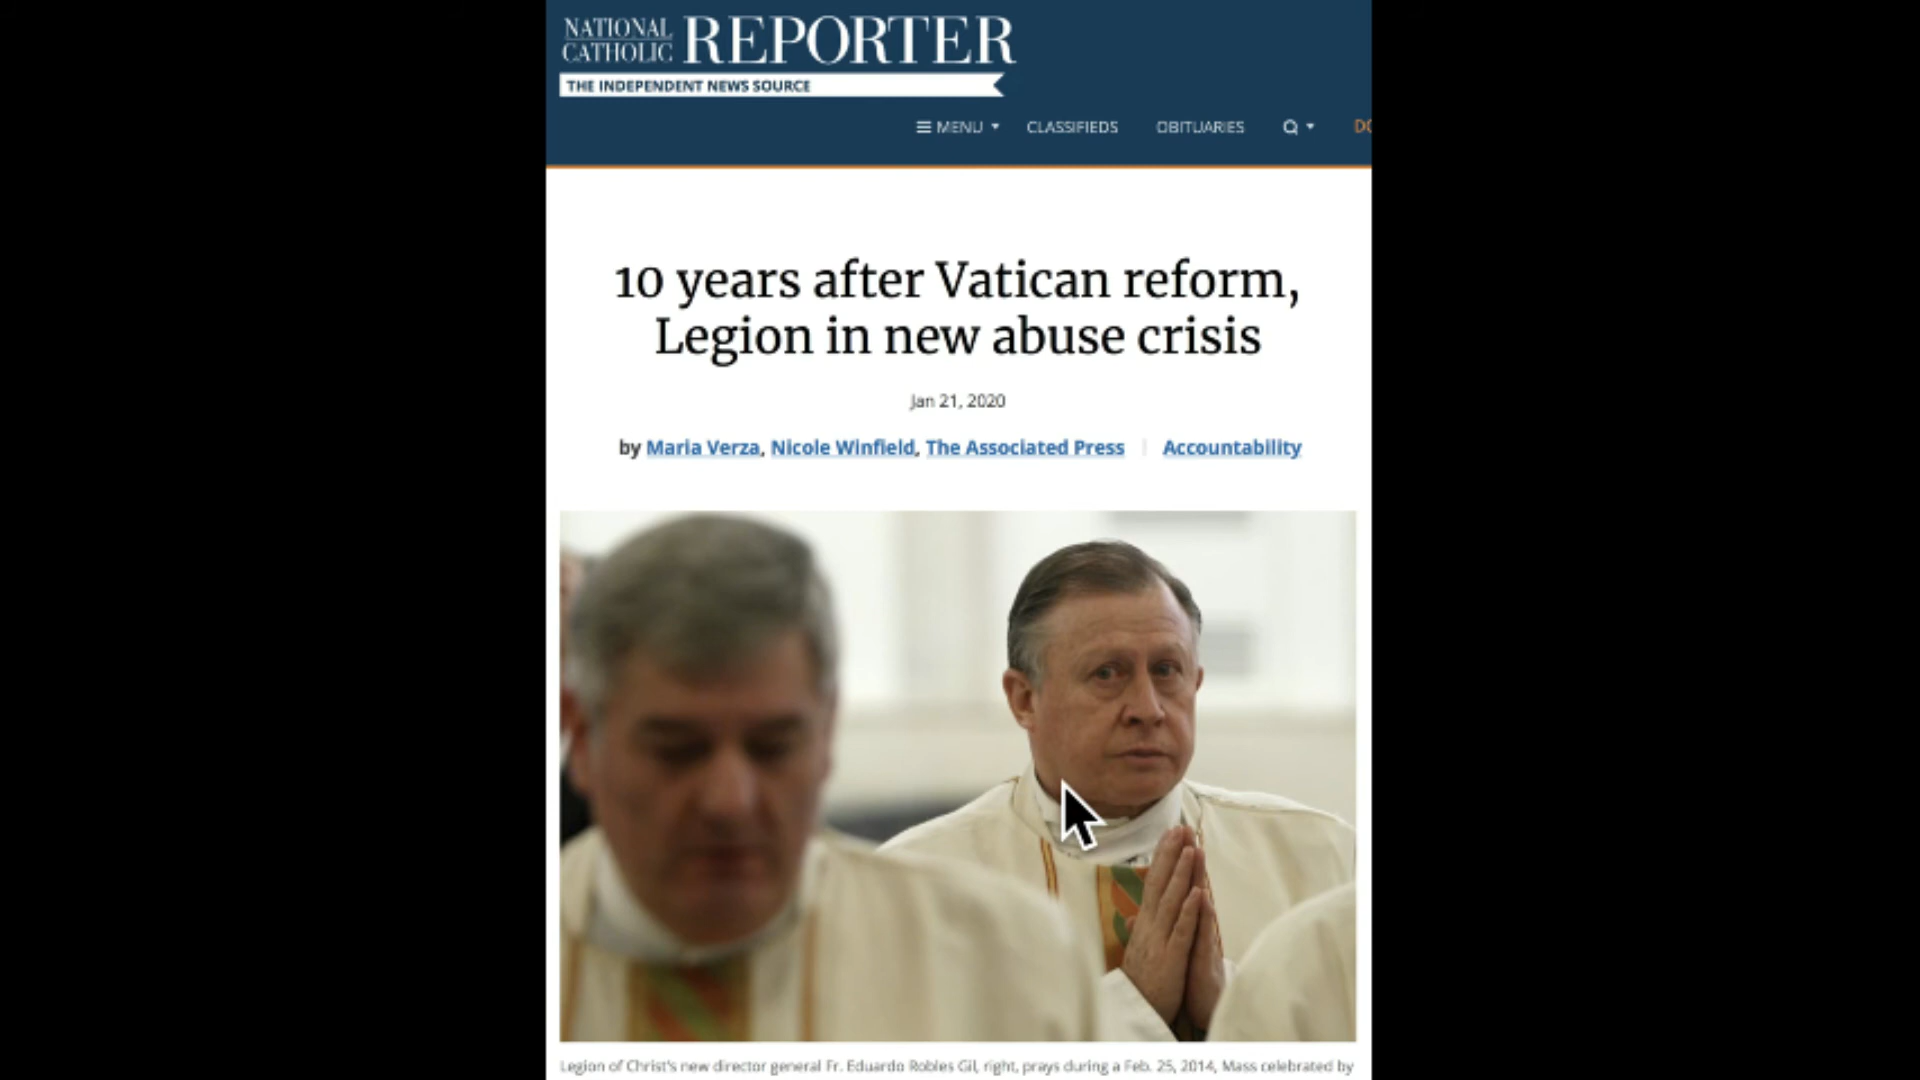 NATIONAL
CATHOLIC
REPORTER
THE INDEPENDENT NEWS SOURCE
MENU CLASSIFIEDS OBITUARIES DO
10 years after Vatican reform,
Legion in new abuse crisis
Jan 21, 2020
by Maria Verza, Nicole Winfield, The Associated Press Accountability
Legion of Christ's new director general Fr. Eduardo Robles Gil, right, prays during a Feb. 25, 2014, Mass celebrated by